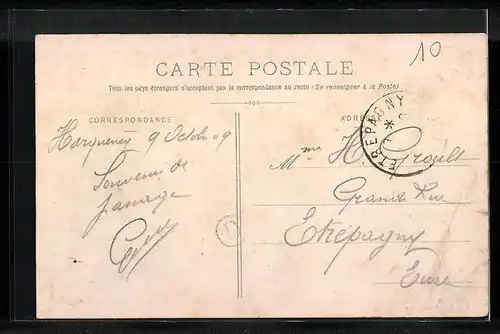 10
CARTE POSTALE
Tous les pays étrangers n'acceptent pas la correspondance au recto (Se renseigner à la Poste)
CORRESPONDANCE
ADRESSE
ETREPAGNY
Harquency 9 Octobre 09
Souvenir de
passage
Mme H. Groult
Grande Rue
Etrépagny
Eure